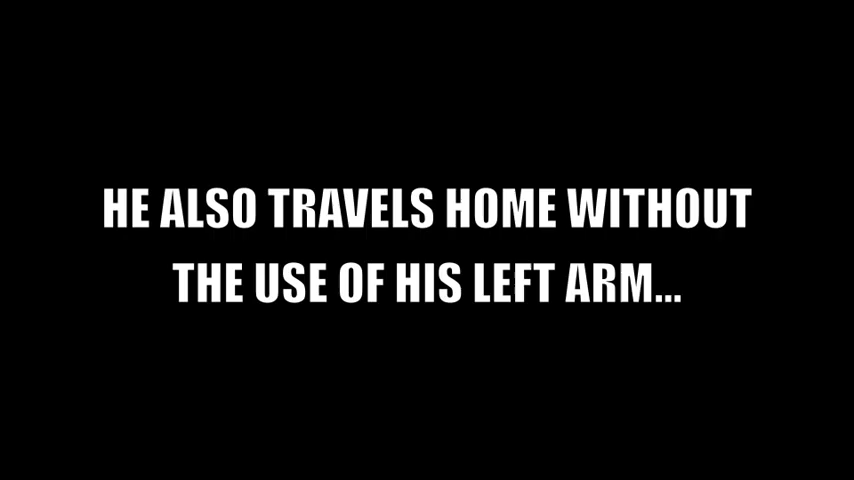 HE ALSO TRAVELS HOME WITHOUT
THE USE OF HIS LEFT ARM...